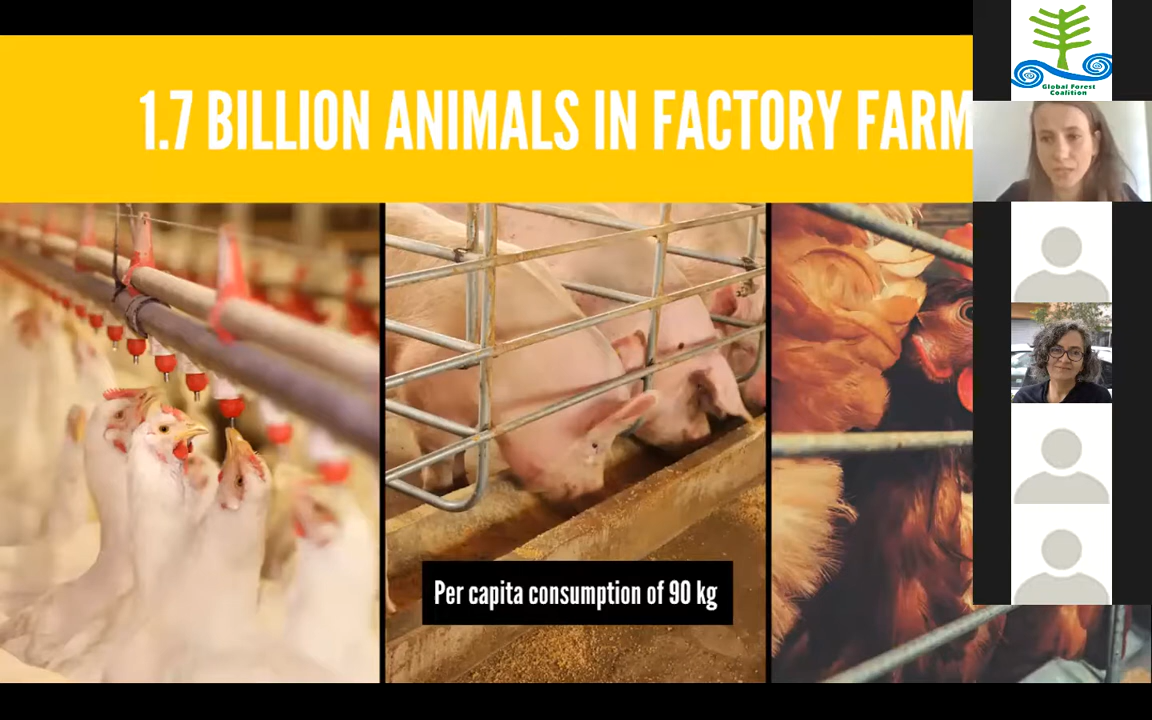 1.7 BILLION ANIMALS IN FACTORY FARM
Per capita consumption of 90 kg
Global Forest
Coalition